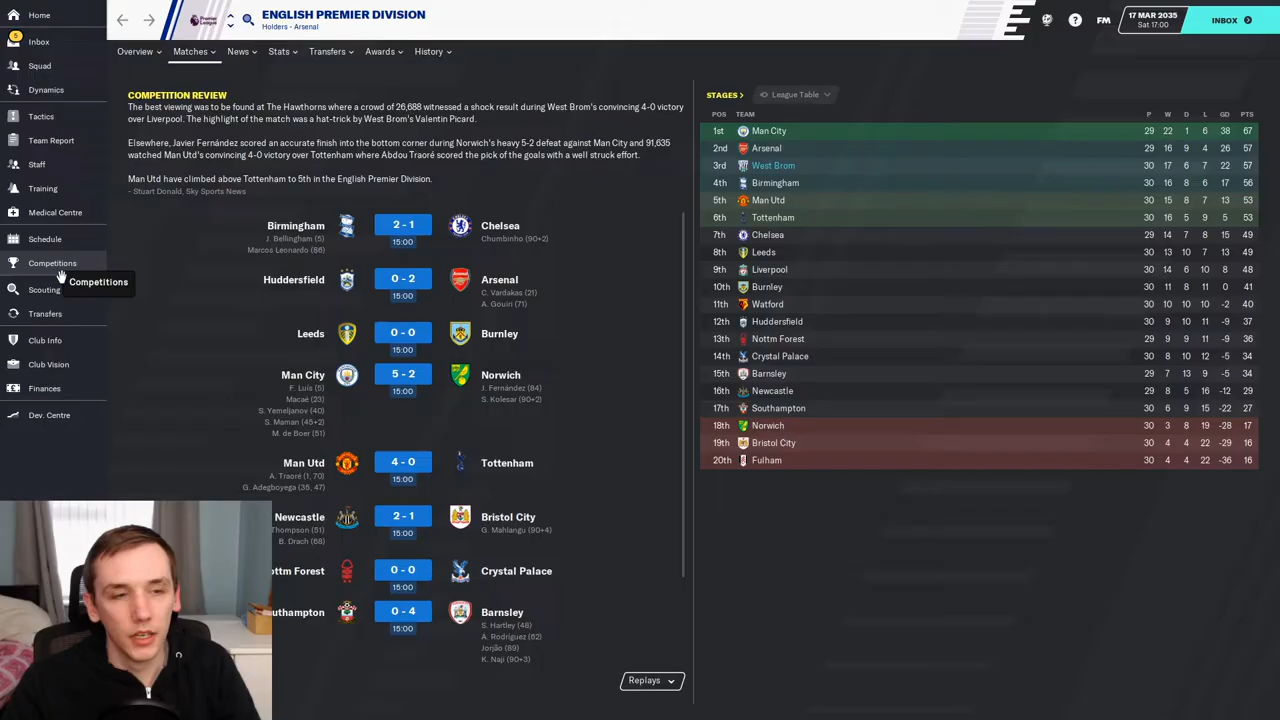 Home
5
Inbox
Squad
Dynamics
Tactics
Team Report
Staff
Training
Medical Centre
Schedule
Competitions
Competitions
Scouting
Transfers
Club Info
Club Vision
Finances
Dev. Centre
Premier League
ENGLISH PREMIER DIVISION
Holders - Arsenal
?
FM
17 MAR 2035
Sat 17:00
INBOX
Overview
Matches
News
Stats
Transfers
Awards
History
COMPETITION REVIEW
The best viewing was to be found at The Hawthorns where a crowd of 26,688 witnessed a shock result during West Brom's convincing 4-0 victory
over Liverpool. The highlight of the match was a hat-trick by West Brom's Valentin Picard.
Elsewhere, Javier Fernández scored an accurate finish into the bottom corner during Norwich's heavy 5-2 defeat against Man City and 91,635
watched Man Utd's convincing 4-0 victory over Tottenham where Abdou Traoré scored the pick of the goals with a well struck effort.
Man Utd have climbed above Tottenham to 5th in the English Premier Division.
- Stuart Donald, Sky Sports News
Birmingham 2 - 1 Chelsea
J. Bellingham (5) 15:00 Chumbinho (90+2)
Marcos Leonardo (86)
Huddersfield 0 - 2 Arsenal
15:00 C. Vardakas (21)
A. Gouiri (71)
Leeds 0 - 0 Burnley
15:00
Man City 5 - 2 Norwich
F. Luís (5) 15:00 J. Fernández (84)
Macaé (23) S. Kolesar (90+2)
S. Yemeljanov (40)
S. Maman (45+2)
M. de Boer (51)
Man Utd 4 - 0 Tottenham
A. Traoré (1, 70) 15:00
G. Adegboyega (35, 47)
Newcastle 2 - 1 Bristol City
Thompson (51) 15:00 G. Mahlangu (90+4)
B. Drach (68)
ottm Forest 0 - 0 Crystal Palace
15:00
uthampton 0 - 4 Barnsley
15:00 S. Hartley (48)
A. Rodríguez (62)
Jorjão (89)
K. Naji (90+3)
Replays
STAGES > League Table
POS TEAM P W D L GD PTS
1st Man City 29 22 1 6 38 67
2nd Arsenal 29 16 9 4 26 57
3rd West Brom 30 17 6 7 22 57
4th Birmingham 30 16 8 6 17 56
5th Man Utd 30 15 8 7 13 53
6th Tottenham 30 16 5 9 5 53
7th Chelsea 29 14 7 8 15 49
8th Leeds 30 13 10 7 10 49
9th Liverpool 30 14 6 10 8 48
10th Burnley 30 11 8 11 0 41
11th Watford 30 10 10 10 -2 40
12th Huddersfield 30 9 10 11 -9 37
13th Nottm Forest 29 9 9 11 -9 36
14th Crystal Palace 30 8 10 12 -5 34
15th Barnsley 29 7 13 9 -5 34
16th Newcastle 29 8 5 16 -12 29
17th Southampton 30 6 9 15 -22 27
18th Norwich 30 3 8 19 -28 17
19th Bristol City 30 4 4 22 -29 16
20th Fulham 30 4 4 22 -36 16